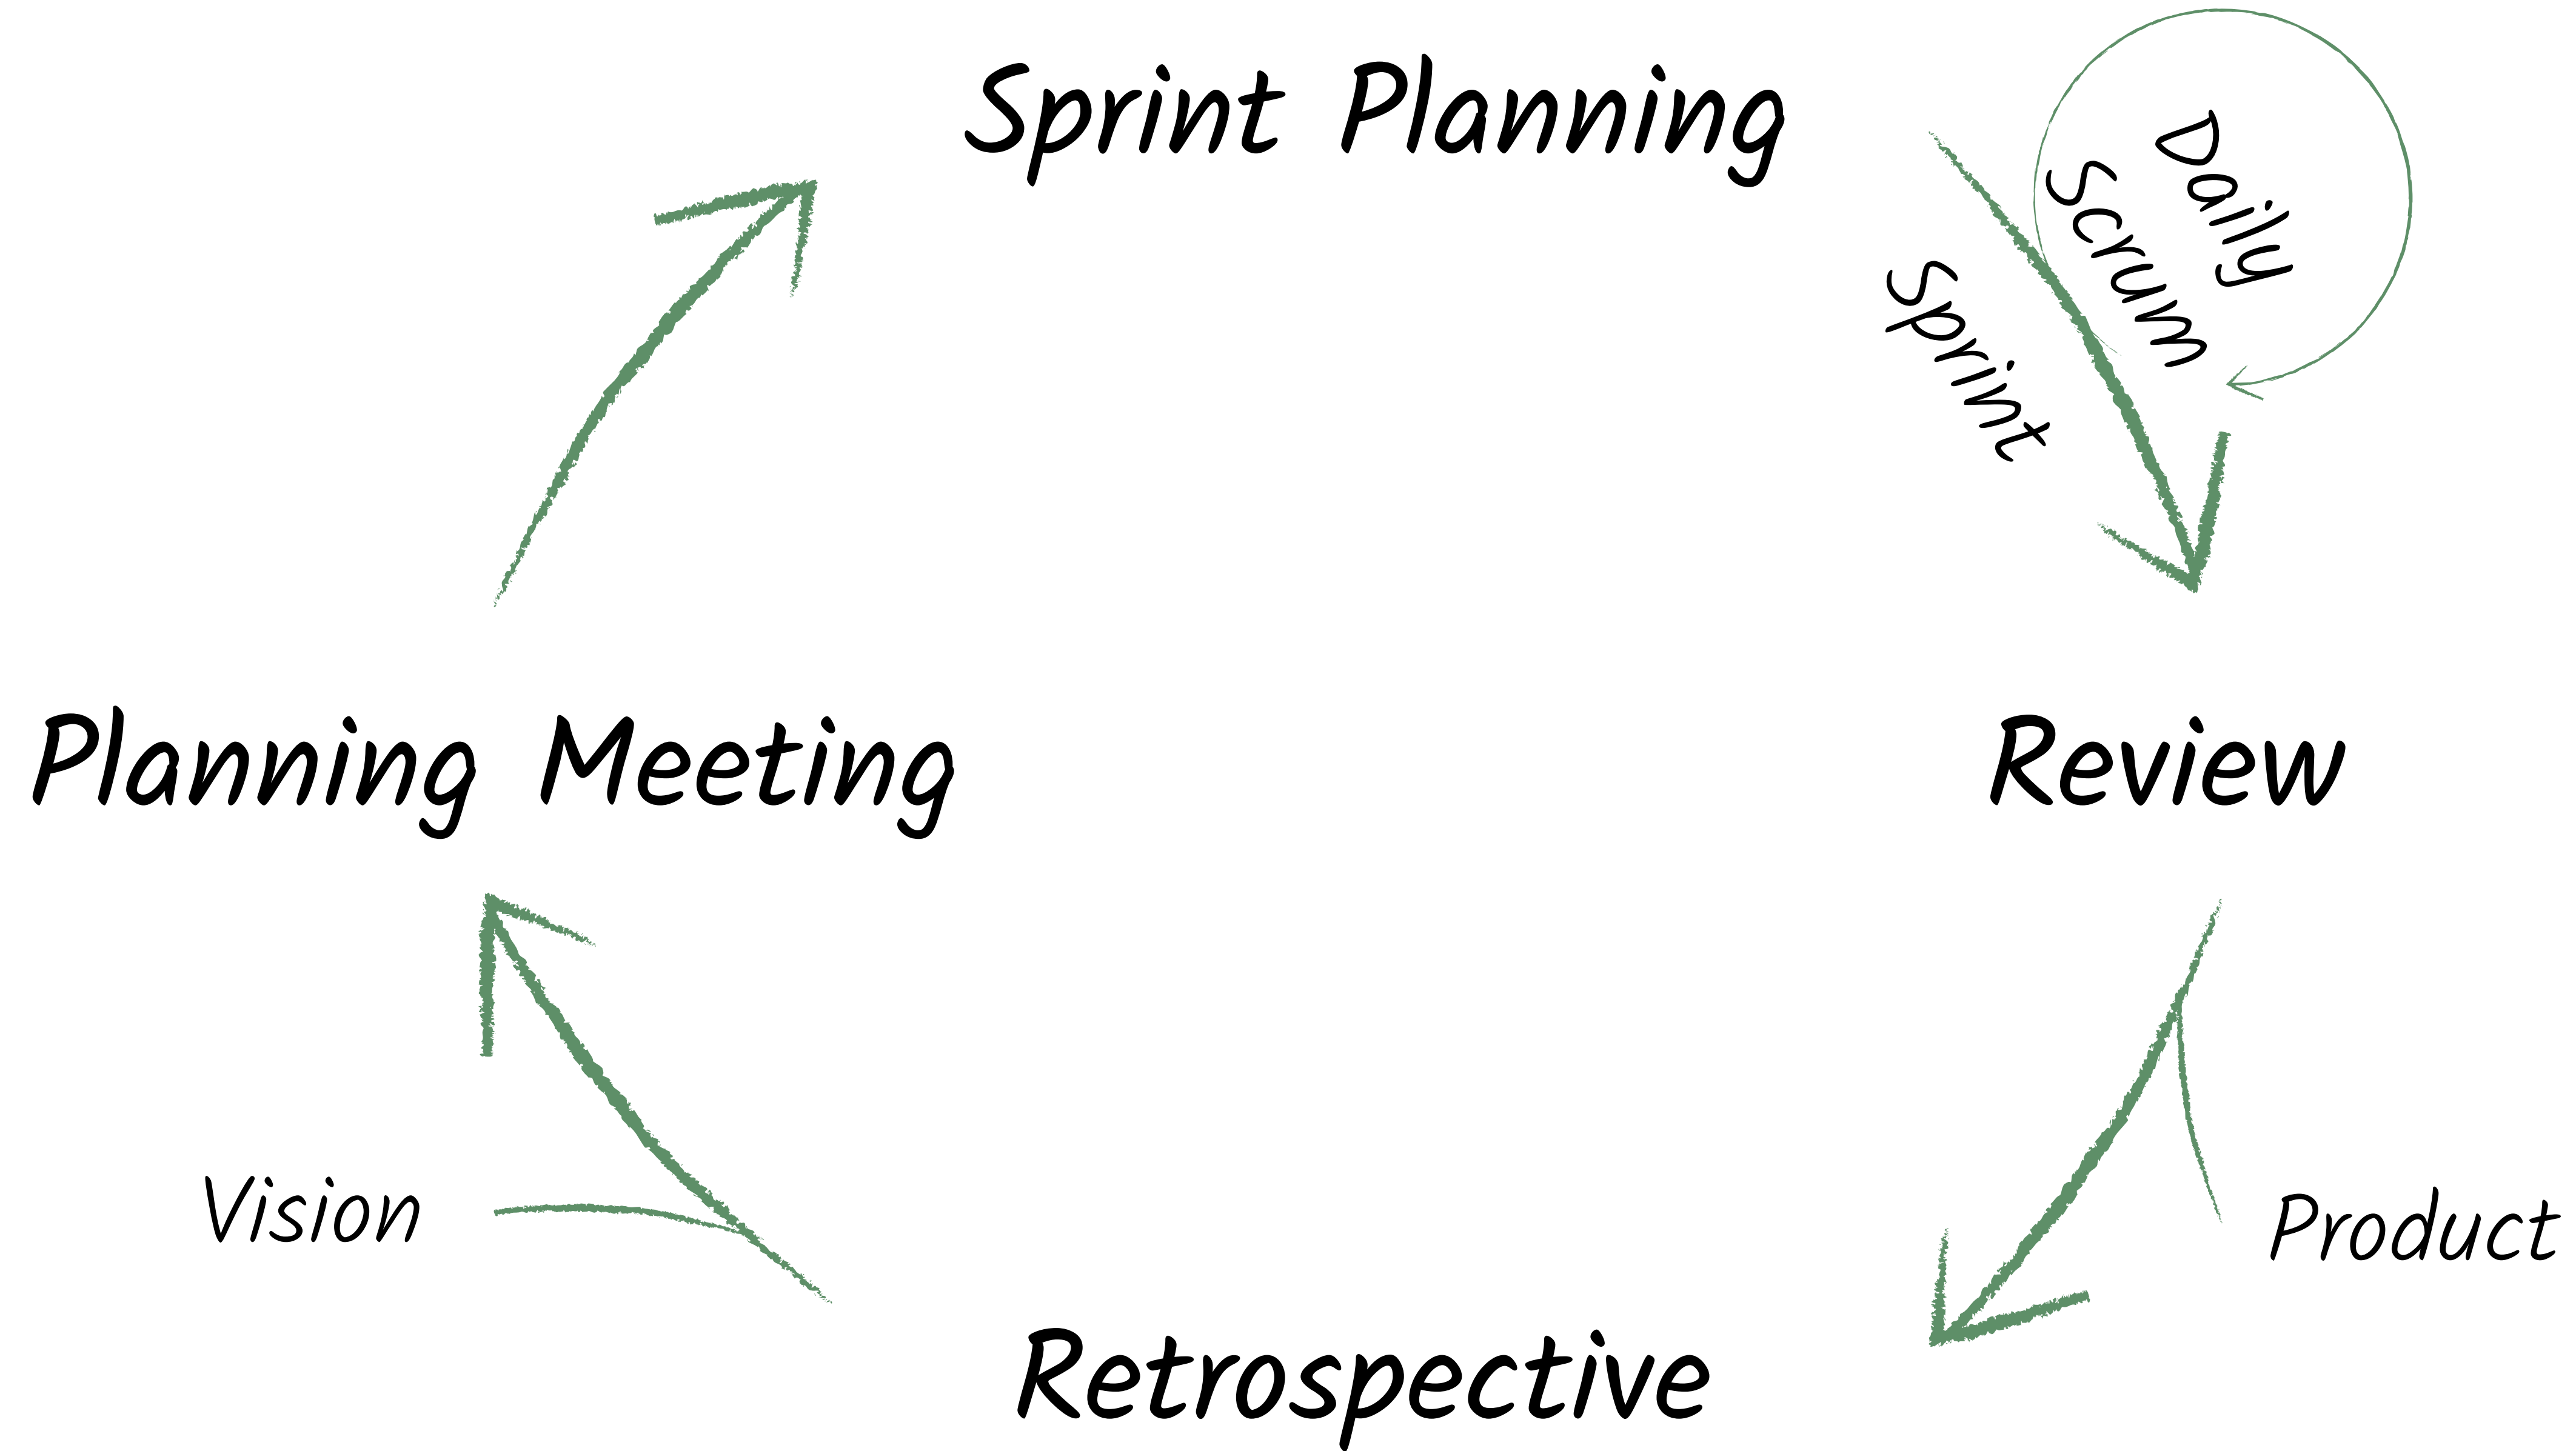 Sprint Planning
Daily
Scrum
Sprint
Planning Meeting
Review
Vision
Product
Retrospective